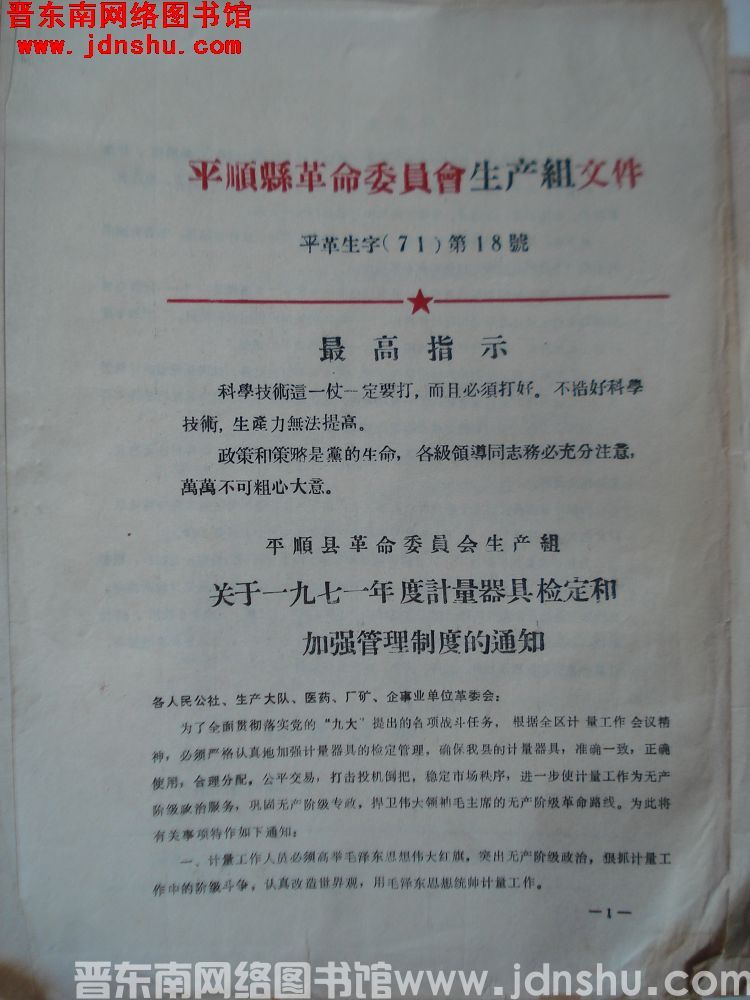 晋东南网络图书馆
www.jdnshu.com
平順縣革命委員會生产組文件
平革生字(71)第18號
最高指示
科學技術這一仗一定要打，而且必須打好。不搞好科學
技術，生產力無法提高。
政策和策略是黨的生命，各級領導同志務必充分注意，
萬萬不可粗心大意。
平順县革命委員会生产組
关于一九七一年度計量器具检定和
加强管理制度的通知
各人民公社、生产大队、医药、厂矿、企事业单位革委会：
为了全面贯彻落实党的“九大”提出的各项战斗任务，根据全区计量工作会议精
神，必须严格认真地加强计量器具的检定管理，确保我县的计量器具，准确一致，正确
使用，合理分配，公平交易，打击投机倒把，稳定市场秩序，进一步使计量工作为无产
阶级政治服务，巩固无产阶级专政，捍卫伟大领袖毛主席的无产阶级革命路线。为此将
有关事项特作如下通知：
一、计量工作人员必须高举毛泽东思想伟大红旗，突出无产阶级政治，狠抓计量工
作中的阶级斗争，认真改造世界观，用毛泽东思想统帅计量工作。
—1—
晋东南网络图书馆www.jdnshu.com